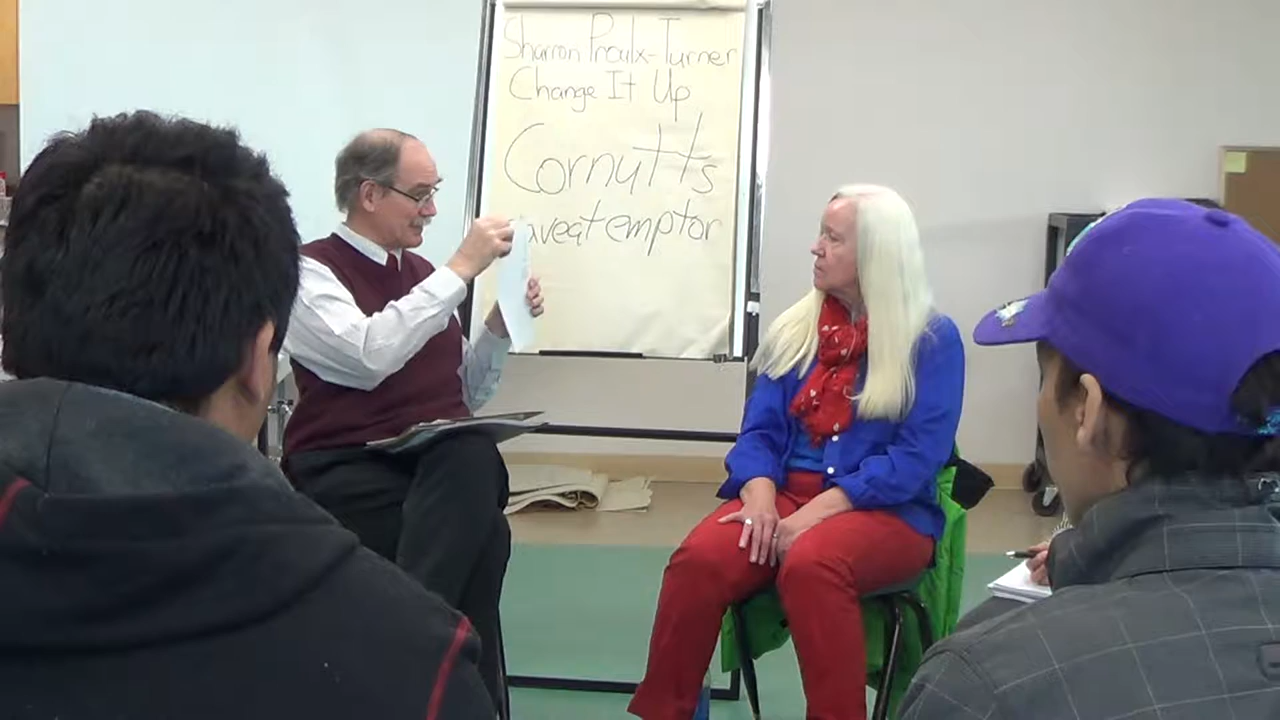 Sharron Proulx-Turner
Change It Up
Cornutts
aveatemptor